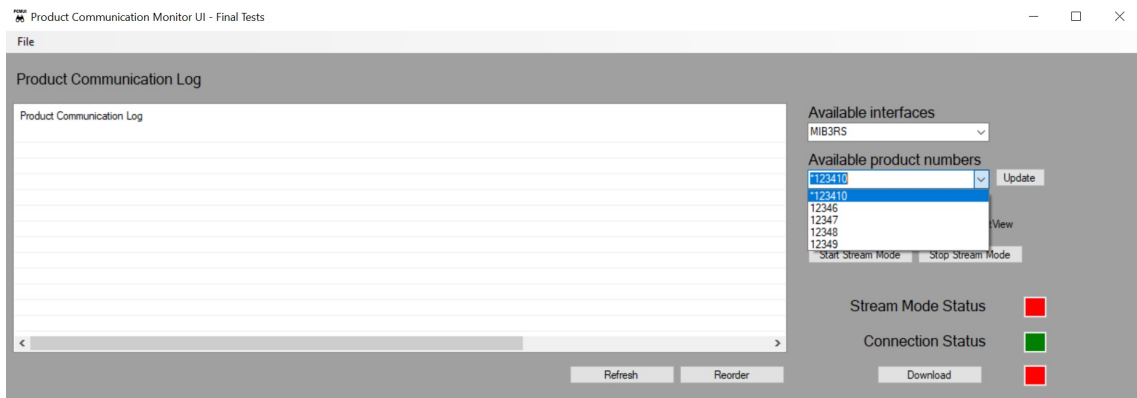 PCMUI
Product Communication Monitor UI - Final Tests
File
Product Communication Log
Product Communication Log
Available interfaces
MIB3RS
Available product numbers
*123410
Update
*123410
12346
12347
12348
12349
tView
Start Stream Mode
Stop Stream Mode
Stream Mode Status
Connection Status
Refresh
Reorder
Download